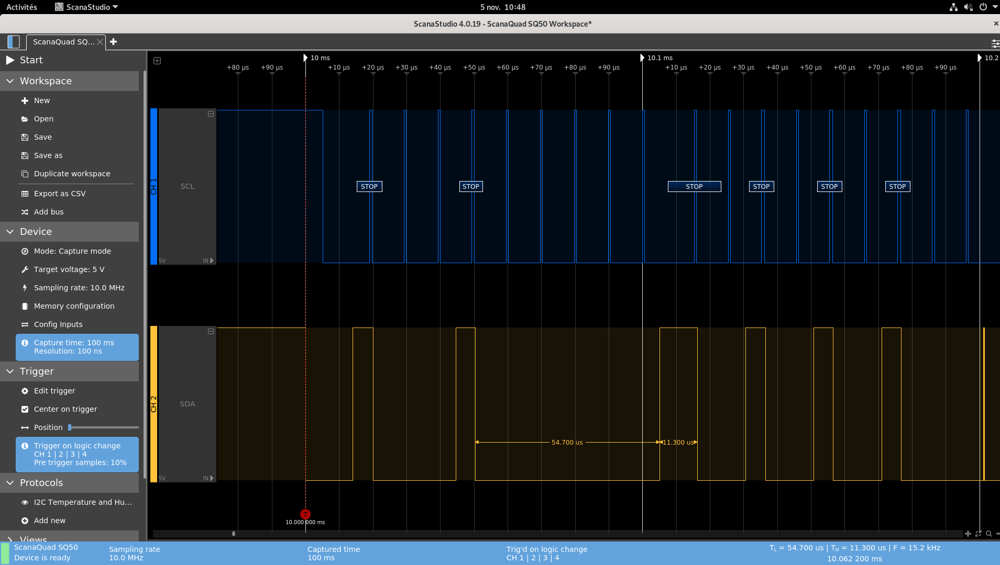 Activités
ScanaStudio
5 nov. 10:48
ScanaStudio 4.0.19 - ScanaQuad SQ50 Workspace*
ScanaQuad SQ...
Start
Workspace
New
Open
Save
Save as
Duplicate workspace
Export as CSV
Add bus
Device
Mode: Capture mode
Target voltage: 5 V
Sampling rate: 10.0 MHz
Memory configuration
Config Inputs
Capture time: 100 ms
Resolution: 100 ns
Trigger
Edit trigger
Center on trigger
Position
Trigger on logic change
CH 1 | 2 | 3 | 4
Pre trigger samples: 10%
Protocols
I2C Temperature and Hu...
Add new
Views
10 ms
10.1 ms
10.2
+80 µs +90 µs +10 µs +20 µs +30 µs +40 µs +50 µs +60 µs +70 µs +80 µs +90 µs +10 µs +20 µs +30 µs +40 µs +50 µs +60 µs +70 µs +80 µs +90 µs
CH 1
SCL
5V IN
STOP STOP STOP STOP STOP STOP
CH 2
SDA
5V IN
54.700 us
11.300 us
T
10.000 000 ms
ScanaQuad SQ50
Device is ready
Sampling rate
10.0 MHz
Captured time
100 ms
Trig'd on logic change
CH 1 | 2 | 3 | 4
TL = 54.700 us | TH = 11.300 us | F = 15.2 kHz
10.062 200 ms